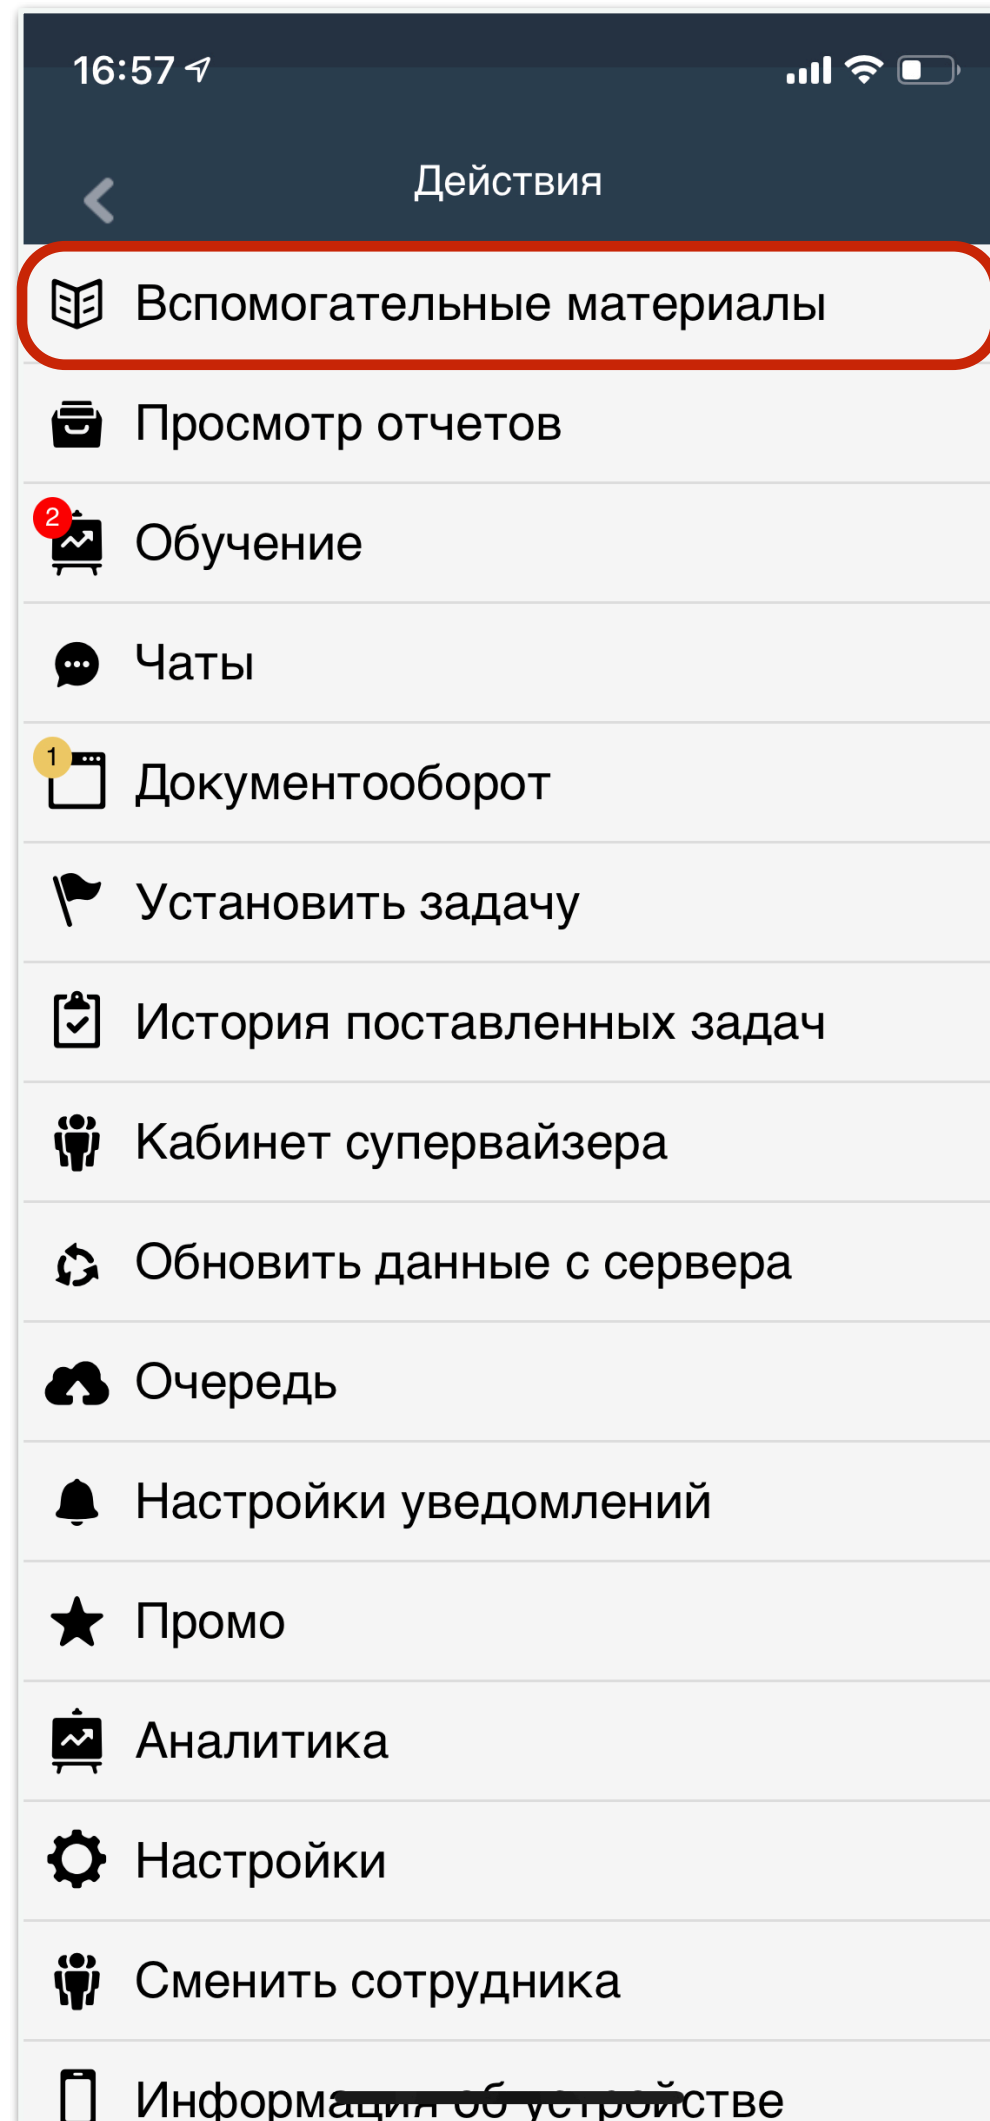 16:57
Действия
Вспомогательные материалы
Просмотр отчетов
2
Обучение
Чаты
1
Документооборот
Установить задачу
История поставленных задач
Кабинет супервайзера
Обновить данные с сервера
Очередь
Настройки уведомлений
Промо
Аналитика
Настройки
Сменить сотрудника
Информация об устройстве